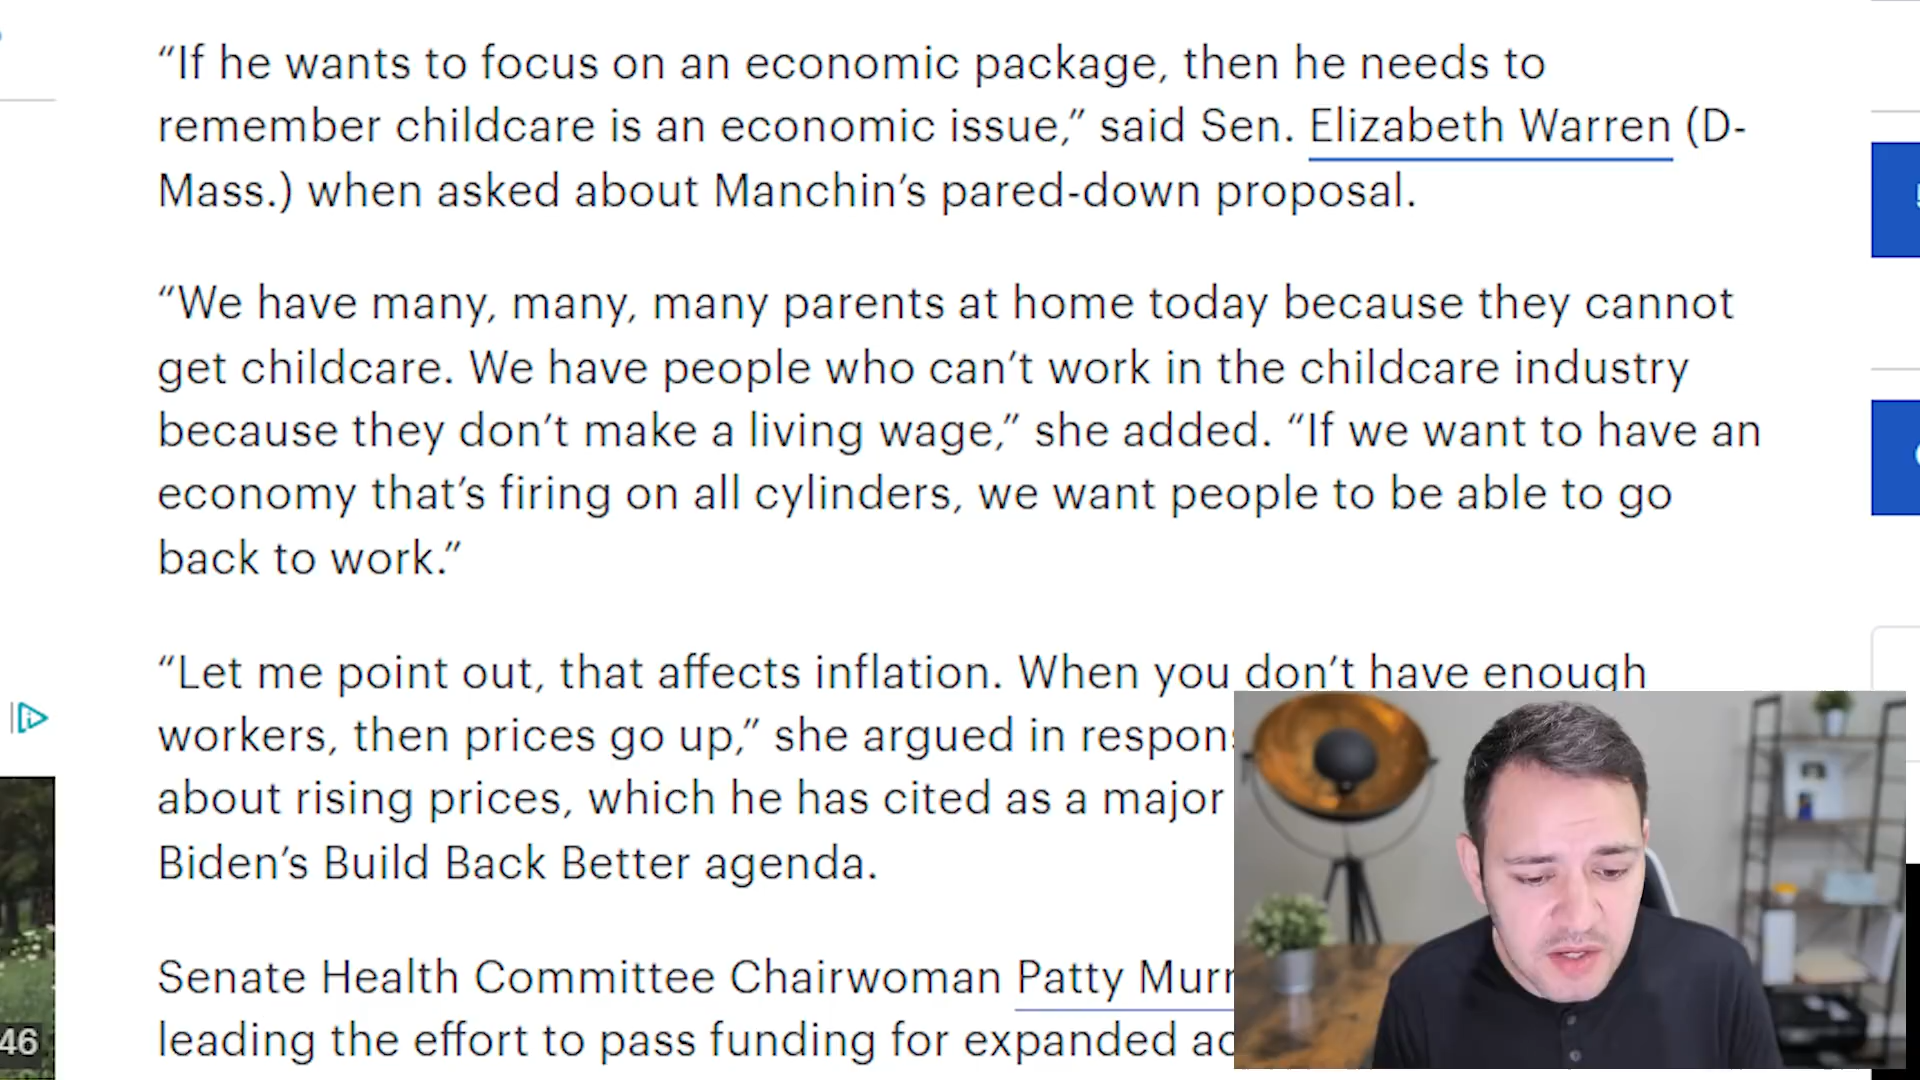 “If he wants to focus on an economic package, then he needs to
remember childcare is an economic issue,” said Sen. Elizabeth Warren (D-
Mass.) when asked about Manchin’s pared-down proposal.
“We have many, many, many parents at home today because they cannot
get childcare. We have people who can’t work in the childcare industry
because they don’t make a living wage,” she added. “If we want to have an
economy that’s firing on all cylinders, we want people to be able to go
back to work.”
“Let me point out, that affects inflation. When you don’t have enough
workers, then prices go up,” she argued in
about rising prices, which he has cited as a major
Biden’s Build Back Better agenda.
Senate Health Committee Chairwoman Patty
leading the effort to pass funding for expanded
46